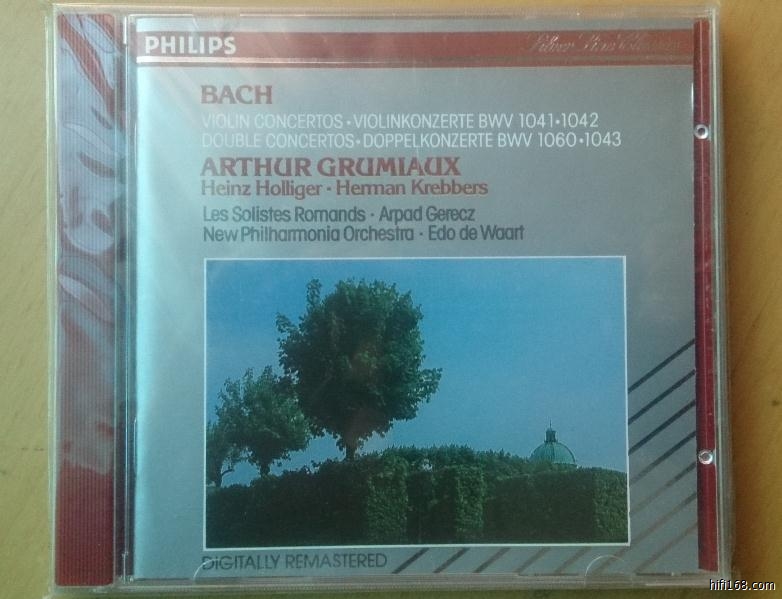 PHILIPS
Silver Line Classics
BACH
VIOLIN CONCERTOS • VIOLINKONZERTE BWV 1041 • 1042
DOUBLE CONCERTOS • DOPPELKONZERTE BWV 1060 • 1043
ARTHUR GRUMIAUX
Heinz Holliger • Herman Krebbers
Les Solistes Romands • Arpad Gerecz
New Philharmonia Orchestra • Edo de Waart
DIGITALLY REMASTERED
hifi168.com